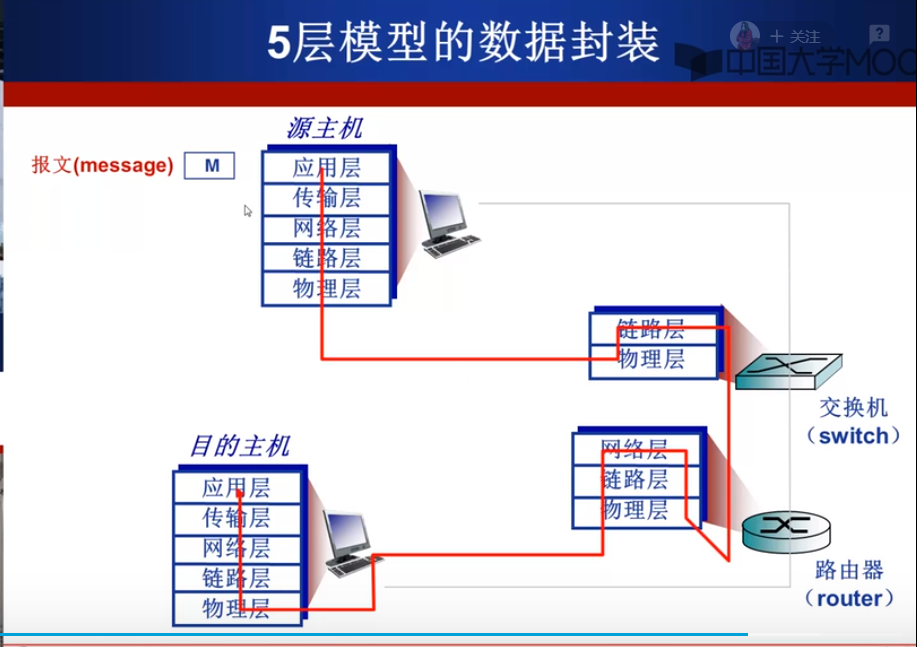 5层模型的数据封装
+ 关注
?
中国大学MOO
源主机
报文(message)
M
应用层
传输层
网络层
链路层
物理层
链路层
物理层
交换机
（switch）
目的主机
应用层
传输层
网络层
链路层
物理层
网络层
链路层
物理层
路由器
（router）